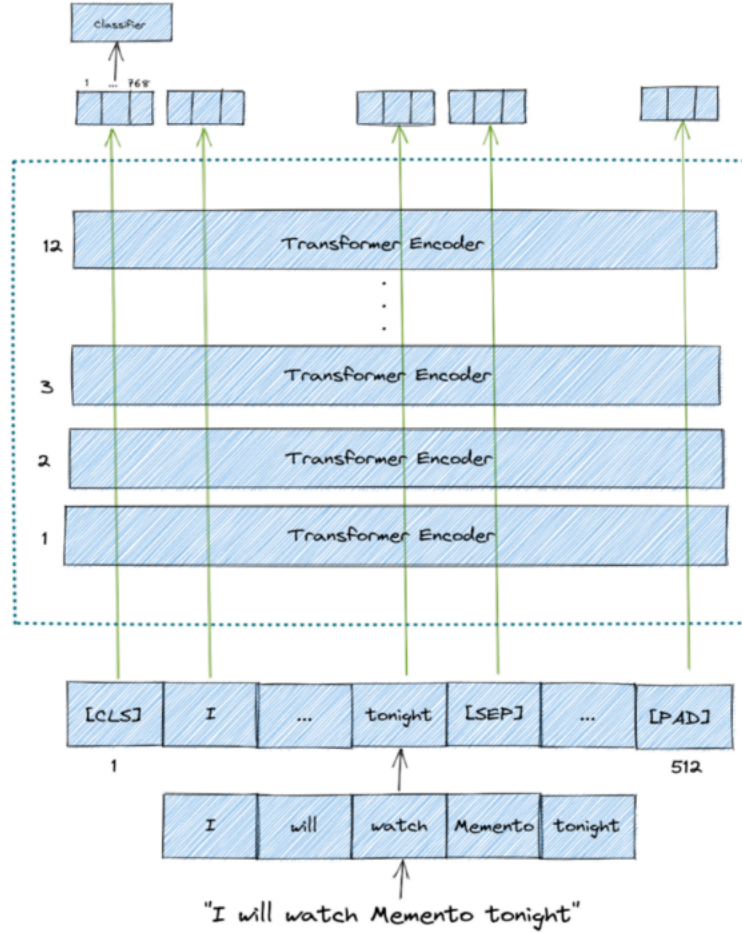 Classifier
1 ... 768
12 Transformer Encoder
.
.
.
3 Transformer Encoder
2 Transformer Encoder
1 Transformer Encoder
[CLS] I ... tonight [SEP] ... [PAD]
1 512
I will watch Memento tonight
"I will watch Memento tonight"